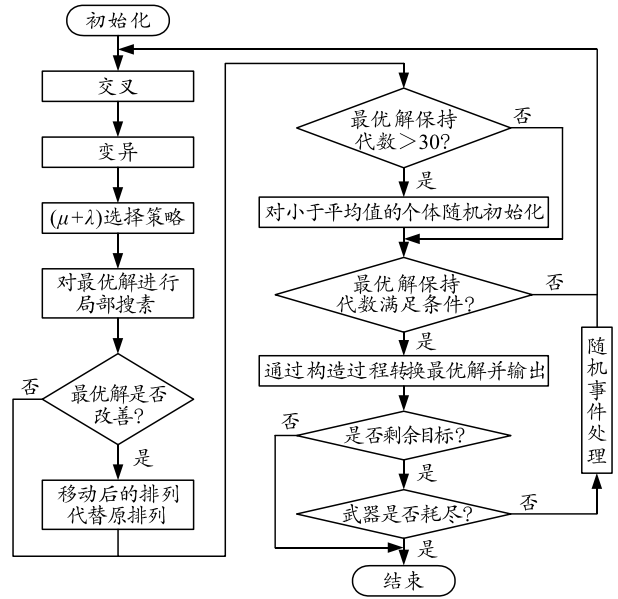 初始化
交叉
变异
(μ+λ)选择策略
对最优解进行
局部搜素
最优解是否
改善?
否
是
移动后的排列
代替原排列
最优解保持
代数>30?
否
是
对小于平均值的个体随机初始化
最优解保持
代数满足条件?
否
是
通过构造过程转换最优解并输出
是否剩余目标?
否
是
武器是否耗尽?
否
是
随机事件处理
结束